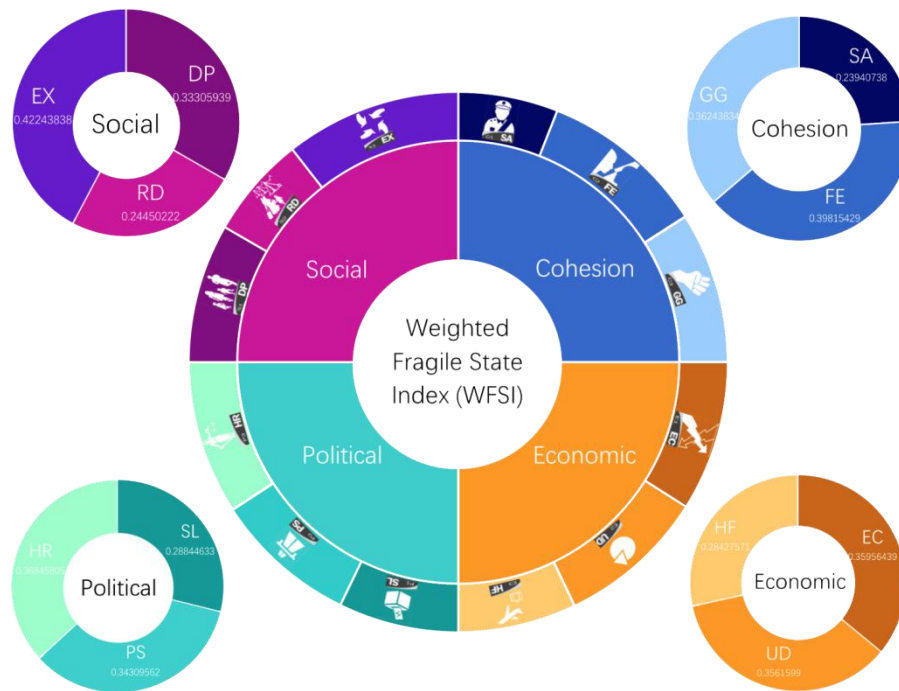 EX
0.42243838
DP
0.33305939
RD
0.24450222
Social
SA
0.23940738
GG
0.36243834
FE
0.39815429
Cohesion
EX
SA
RD
FE
DP
GG
Social
Cohesion
Weighted
Fragile State
Index (WFSI)
Political
Economic
HR
EC
PS
UD
SL
HF
SL
0.28844633
HR
PS
0.34309562
Political
HF
0.28427571
EC
0.35956439
UD
0.3561599
Economic